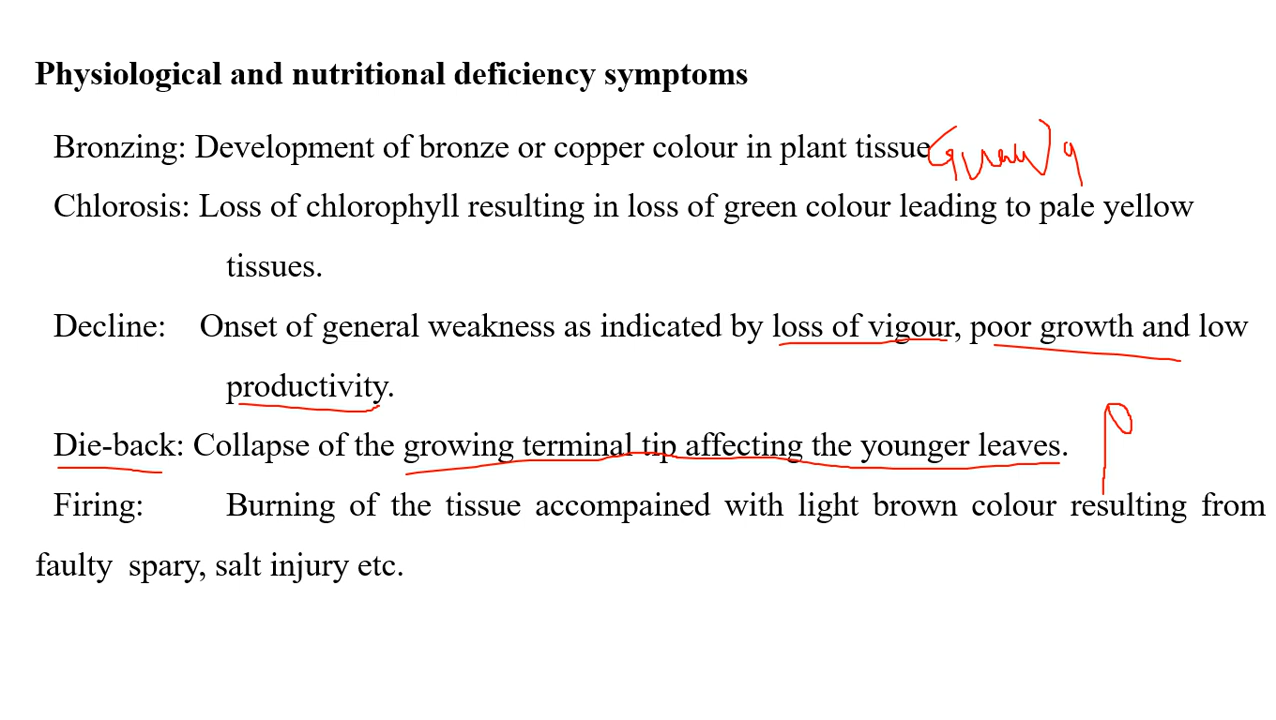 Physiological and nutritional deficiency symptoms
Bronzing: Development of bronze or copper colour in plant tissue
Chlorosis: Loss of chlorophyll resulting in loss of green colour leading to pale yellow
tissues.
Decline: Onset of general weakness as indicated by loss of vigour, poor growth and low
productivity.
Die-back: Collapse of the growing terminal tip affecting the younger leaves.
Firing: Burning of the tissue accompained with light brown colour resulting from
faulty spary, salt injury etc.